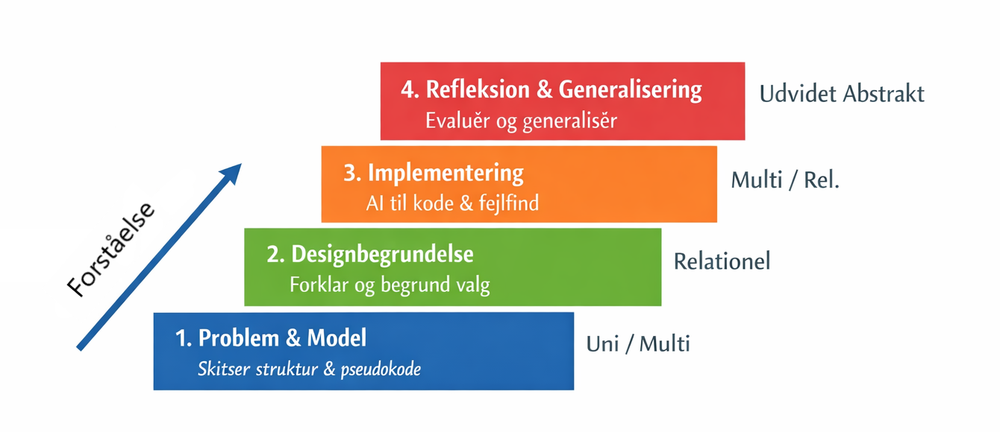 4. Refleksion & Generalisering
Evaluěr og generalisěr
Udvidet Abstrakt
3. Implementering
AI til kode & fejlfind
Multi / Rel.
Forståelse
2. Designbegrundelse
Forklar og begrund valg
Relationel
1. Problem & Model
Skitser struktur & pseudokode
Uni / Multi